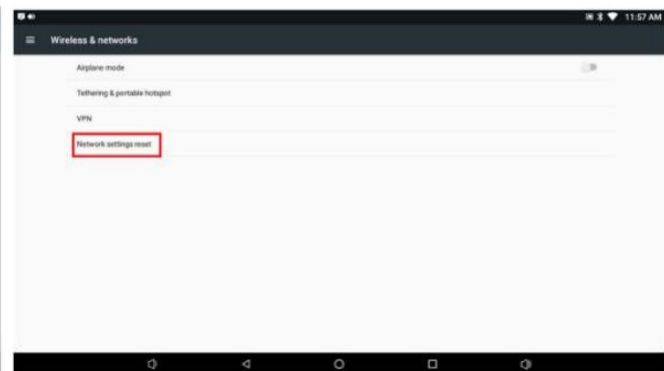 11:57 AM
Wireless & networks
Airplane mode
Tethering & portable hotspot
VPN
Network settings reset